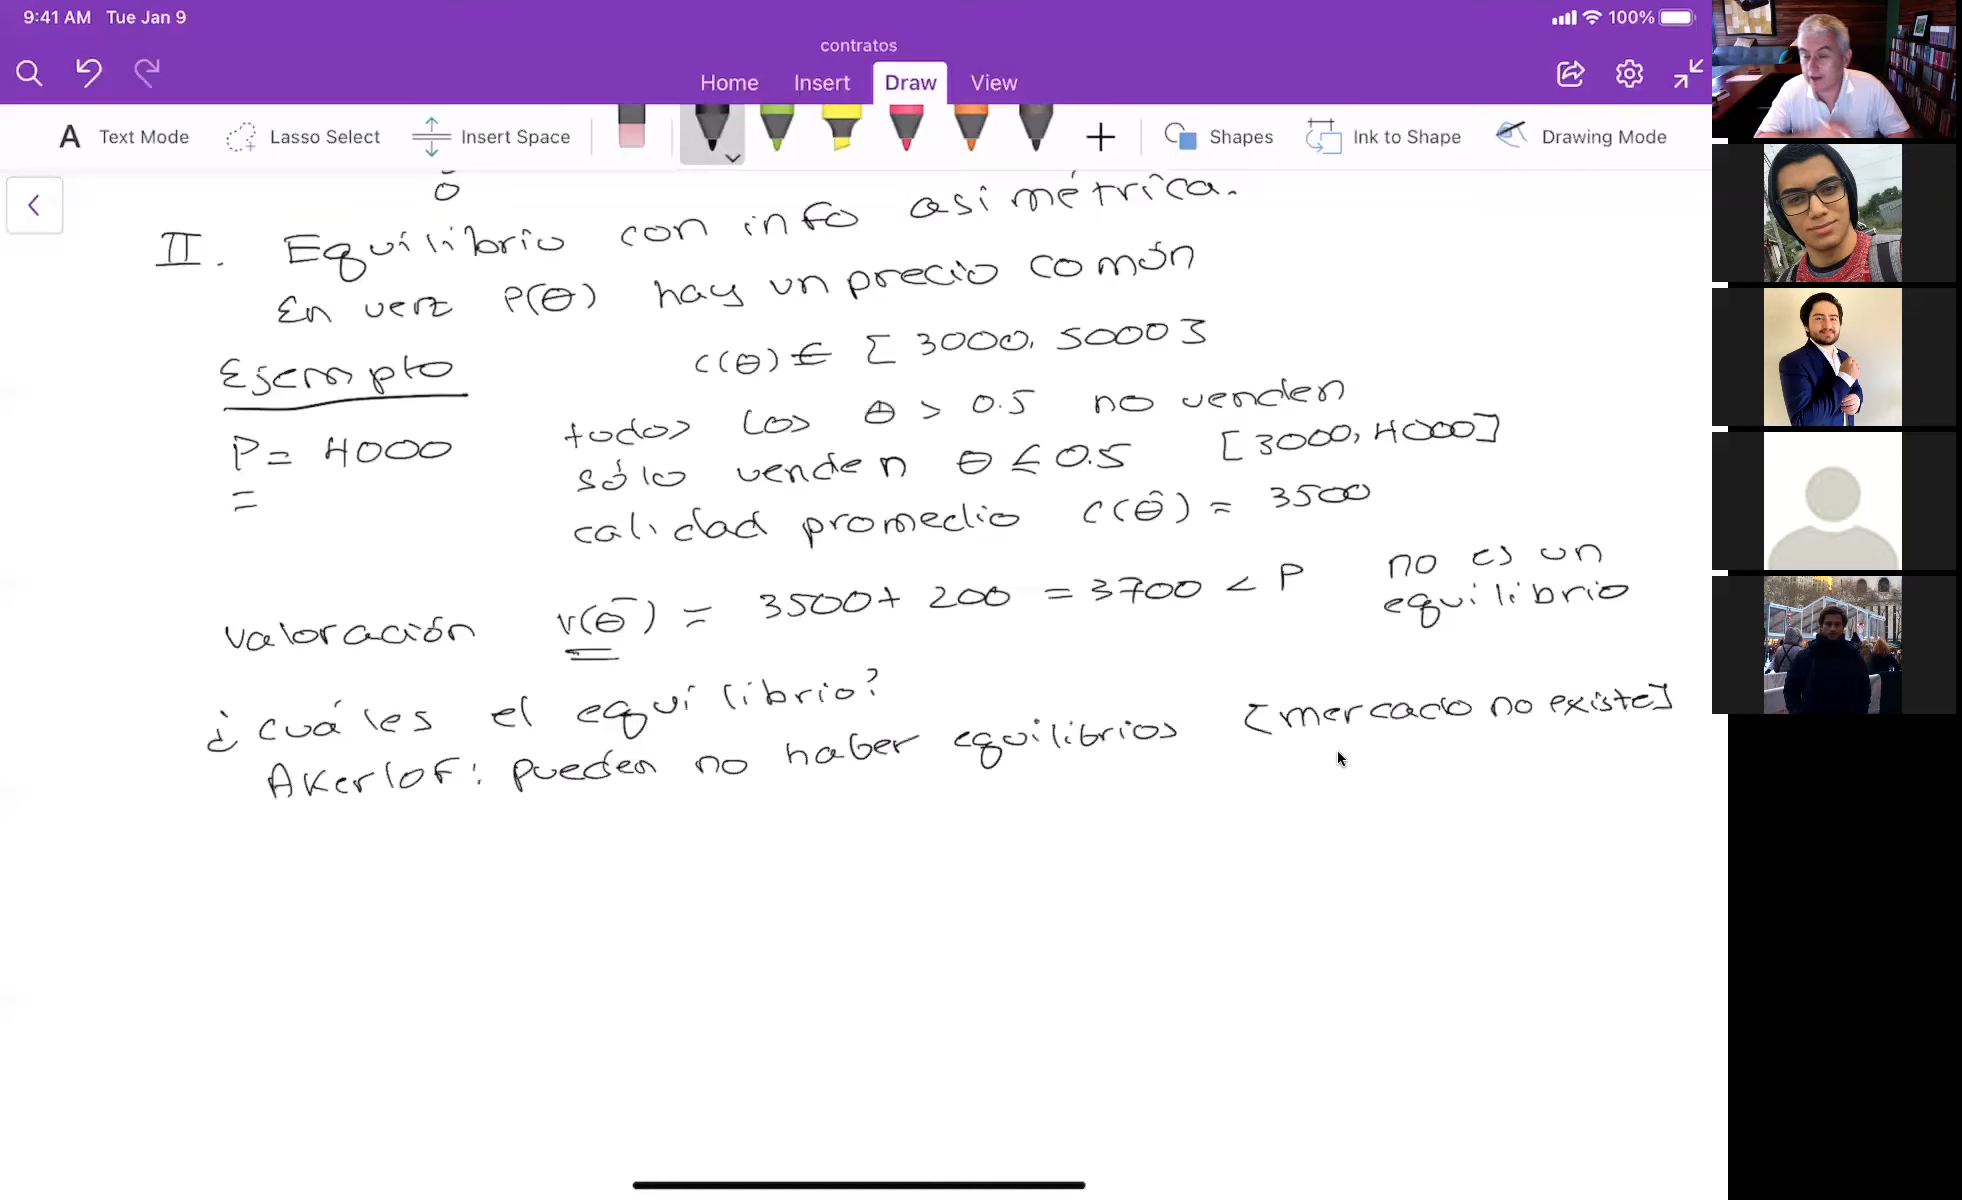 9:41 AM Tue Jan 9
100%
contratos
Home Insert Draw View
A Text Mode Lasso Select Insert Space Shapes Ink to Shape Drawing Mode
II. Equilibrio con info asimétrica.
En verz P(θ) hay un precio común
Ejemplo c(θ) ∈ [3000, 5000]
todos los θ > 0.5 no venden
P = 4000 sólo venden θ ≤ 0.5 [3000, 4000]
=
calidad promedio c(θ̄) = 3500
valoración v(θ̄) = 3500 + 200 = 3700 < P no es un equilibrio
¿cuál es el equilibrio?
Akerlof: pueden no haber equilibrios [mercado no existe]